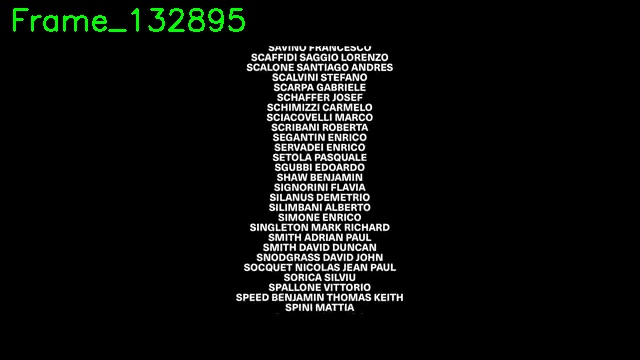 Frame_132895
SAVINO FRANCESCO
SCAFFIDI SAGGIO LORENZO
SCALONE SANTIAGO ANDRES
SCALVINI STEFANO
SCARPA GABRIELE
SCHAFFER JOSEF
SCHIMIZZI CARMELO
SCIACOVELLI MARCO
SCRIBANI ROBERTA
SEGANTIN ENRICO
SERVADEI ENRICO
SETOLA PASQUALE
SGUBBI EDOARDO
SHAW BENJAMIN
SIGNORINI FLAVIA
SILANUS DEMETRIO
SILIMBANI ALBERTO
SIMONE ENRICO
SINGLETON MARK RICHARD
SMITH ADRIAN PAUL
SMITH DAVID DUNCAN
SNODGRASS DAVID JOHN
SOCQUET NICOLAS JEAN PAUL
SORICA SILVIU
SPALLONE VITTORIO
SPEED BENJAMIN THOMAS KEITH
SPINI MATTIA